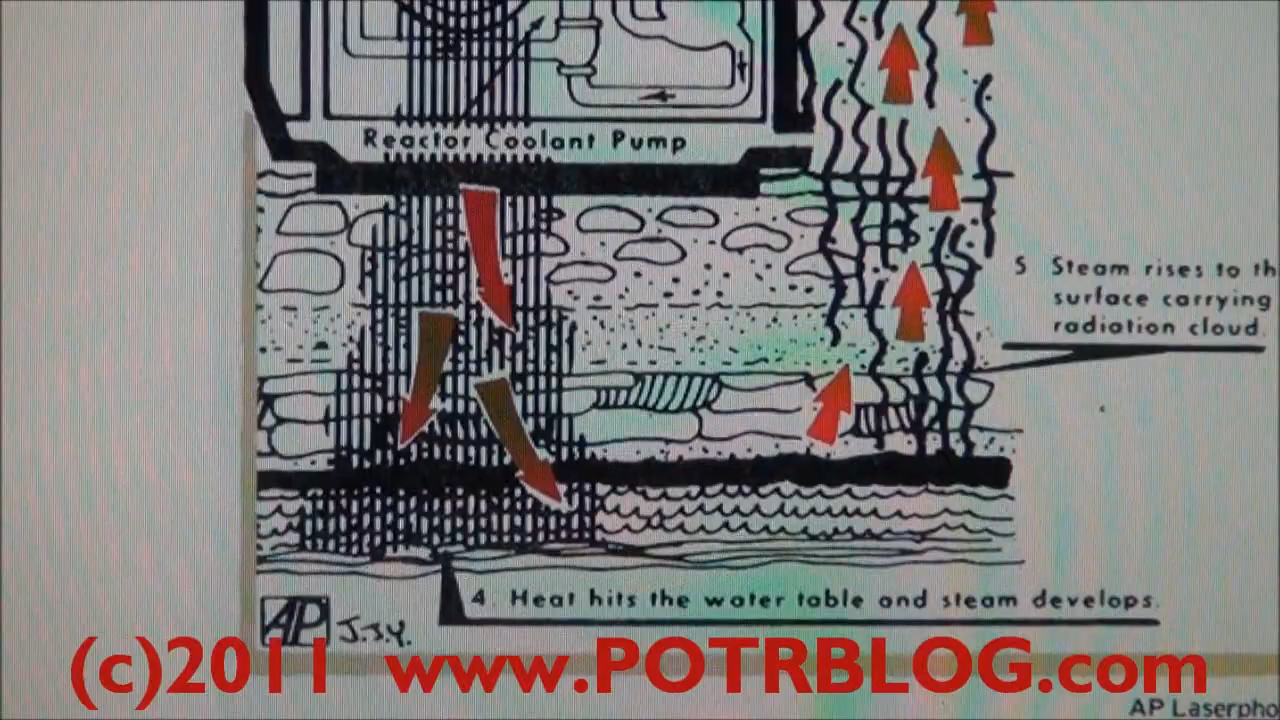 Reactor Coolant Pump
5 Steam rises to th
surface carrying
radiation cloud.
4. Heat hits the water table and steam develops.
AP J.J.Y.
(c)2011 www.POTRBLOG.com
AP Laserpho